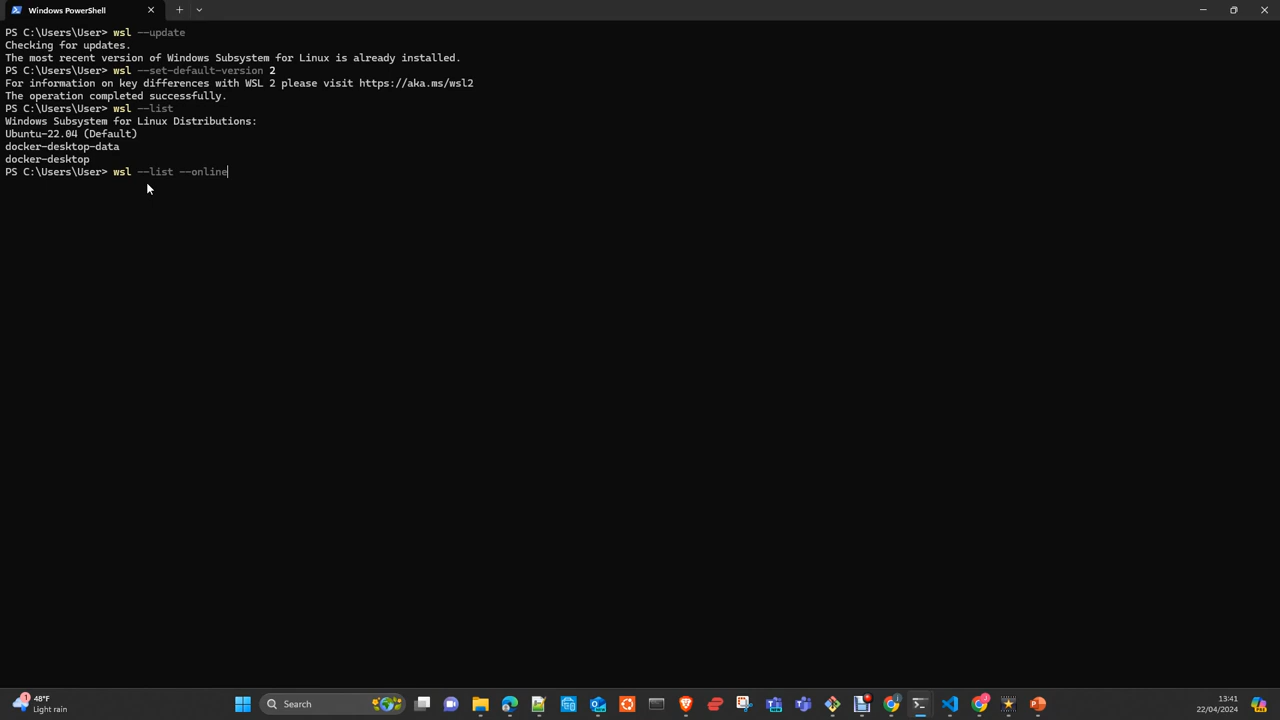 Windows PowerShell
PS C:\Users\User> wsl --update
Checking for updates.
The most recent version of Windows Subsystem for Linux is already installed.
PS C:\Users\User> wsl --set-default-version 2
For information on key differences with WSL 2 please visit https://aka.ms/wsl2
The operation completed successfully.
PS C:\Users\User> wsl --list
Windows Subsystem for Linux Distributions:
Ubuntu-22.04 (Default)
docker-desktop-data
docker-desktop
PS C:\Users\User> wsl --list --online
1
48°F
Light rain
Search
13:41
22/04/2024